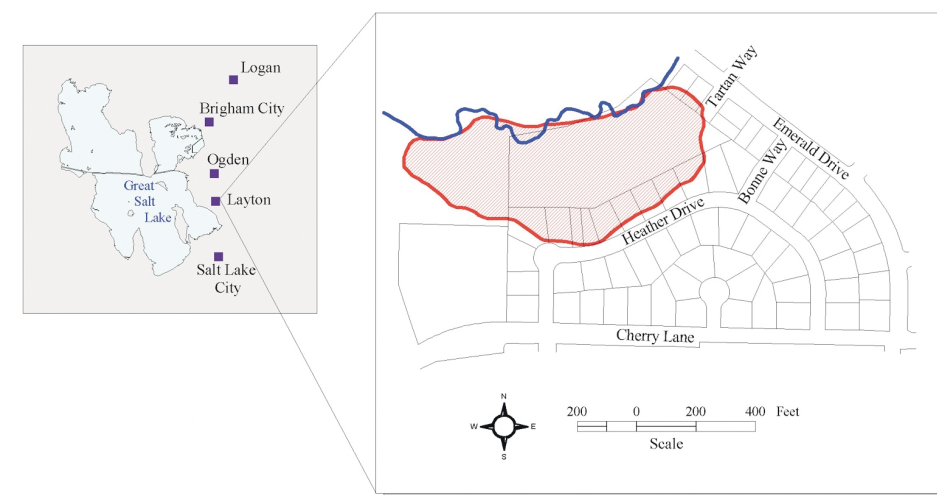 Logan
Brigham City
Ogden
Great
Salt
Lake
Layton
Salt Lake
City
Tartan Way
Emerald Drive
Bonne Way
Heather Drive
Cherry Lane
N
W
E
S
200
0
200
400
Feet
Scale